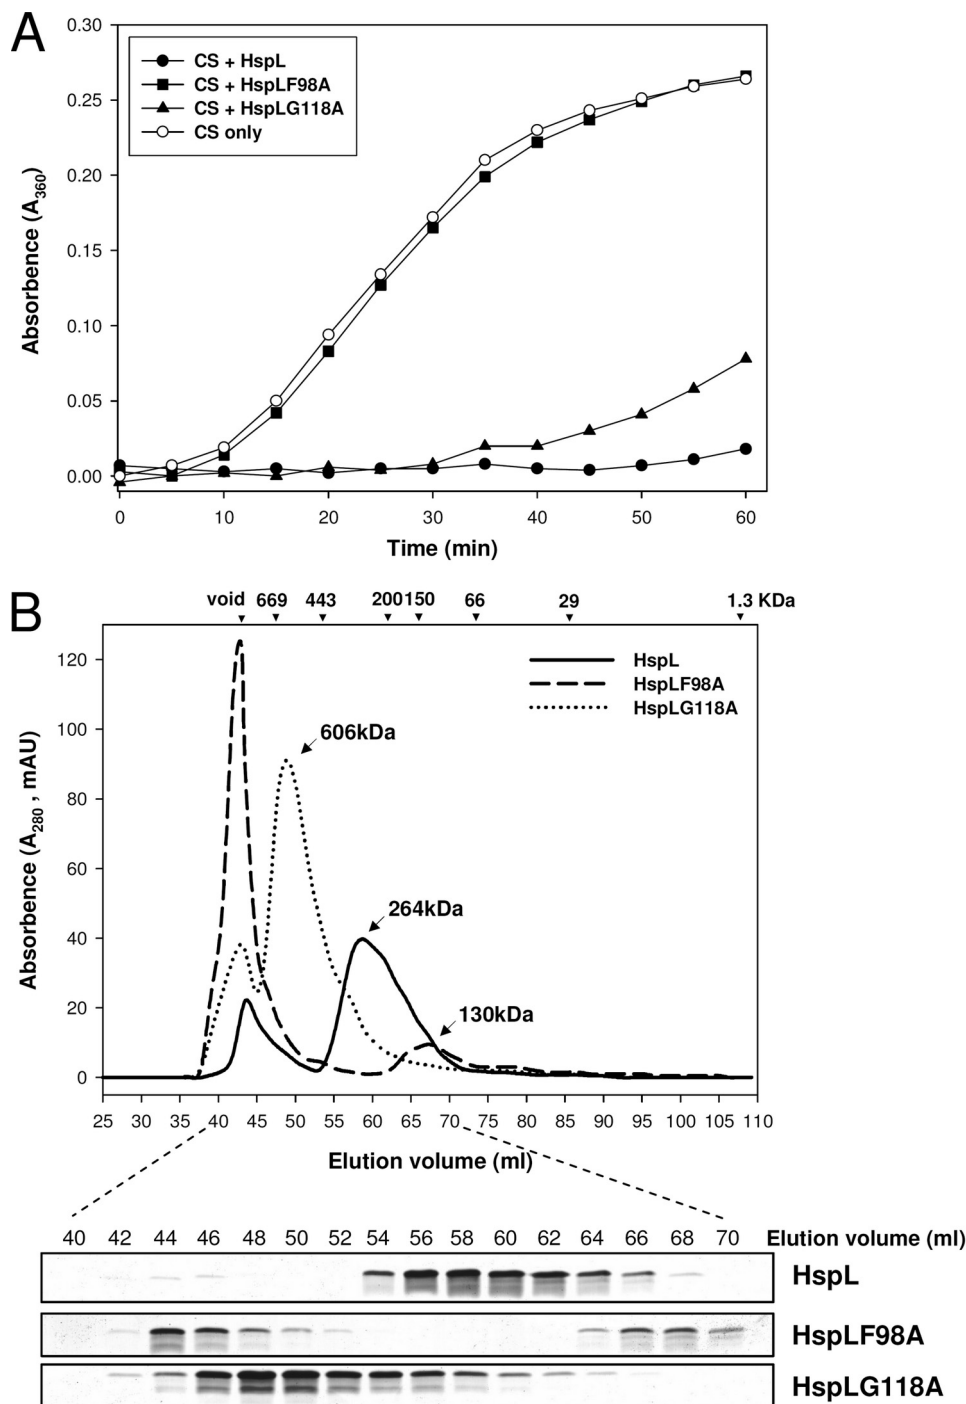 A
0.30
0.25
0.20
0.15
0.10
0.05
0.00
Absorbence (A360)
CS + HspL
CS + HspLF98A
CS + HspLG118A
CS only
0 10 20 30 40 50 60
Time (min)
B
void 669 443 200 150 66 29 1.3 KDa
120
100
80
60
40
20
0
Absorbence (A280 , mAU)
HspL
HspLF98A
HspLG118A
606kDa
264kDa
130kDa
25 30 35 40 45 50 55 60 65 70 75 80 85 90 95 100 105 110
Elution volume (ml)
40 42 44 46 48 50 52 54 56 58 60 62 64 66 68 70 Elution volume (ml)
HspL
HspLF98A
HspLG118A